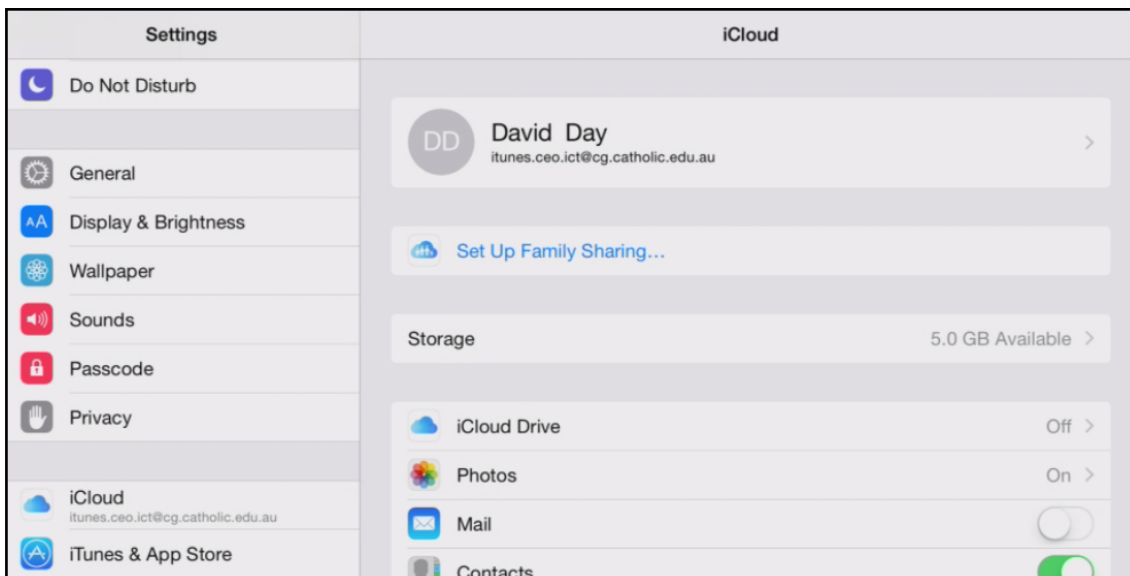 Settings
Do Not Disturb
General
AA Display & Brightness
Wallpaper
Sounds
Passcode
Privacy
iCloud
itunes.ceo.ict@cg.catholic.edu.au
iTunes & App Store
iCloud
DD
David Day
itunes.ceo.ict@cg.catholic.edu.au
Set Up Family Sharing...
Storage 5.0 GB Available
iCloud Drive Off
Photos On
Mail
Contacts